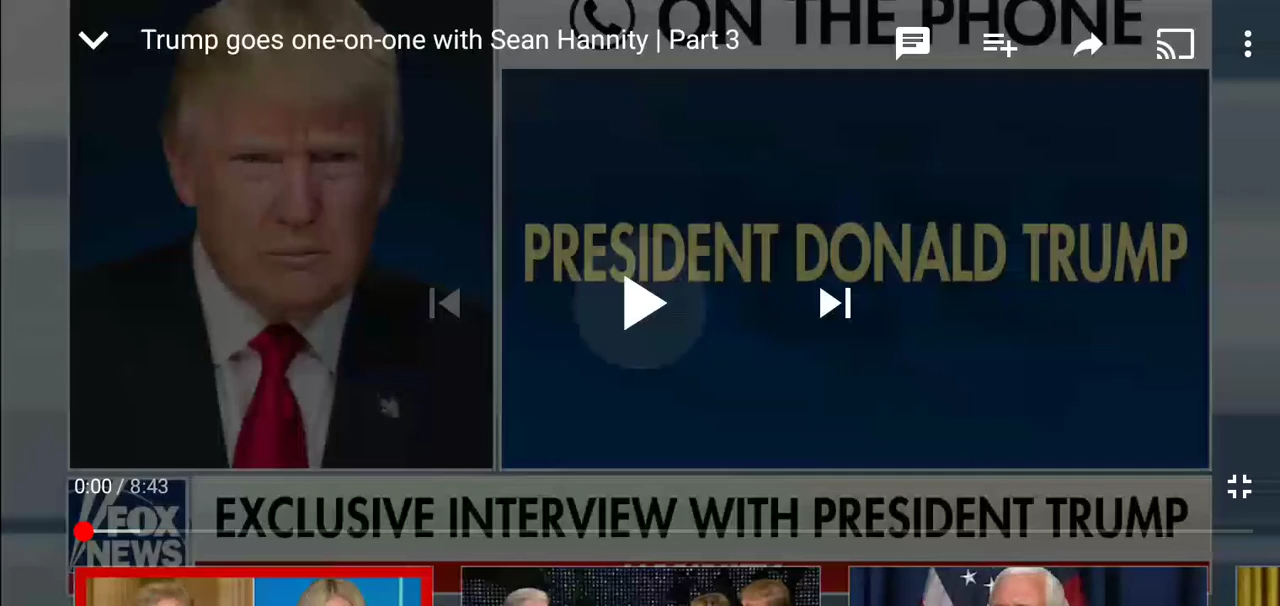 ON THE PHONE
Trump goes one-on-one with Sean Hannity | Part 3
PRESIDENT DONALD TRUMP
0:00 / 8:43
FOX
NEWS
EXCLUSIVE INTERVIEW WITH PRESIDENT TRUMP